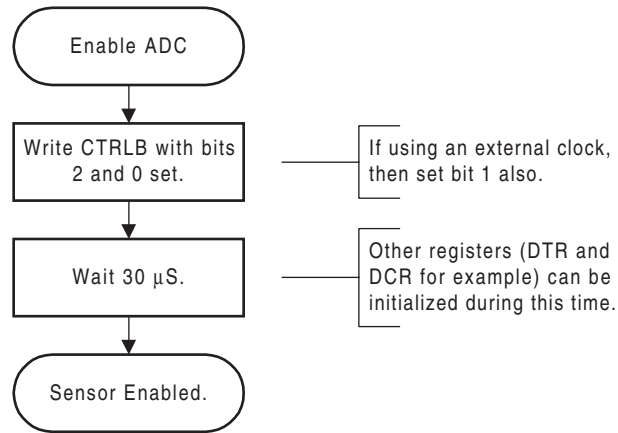 Enable ADC
Write CTRLB with bits
2 and 0 set.
If using an external clock,
then set bit 1 also.
Wait 30 μS.
Other registers (DTR and
DCR for example) can be
initialized during this time.
Sensor Enabled.